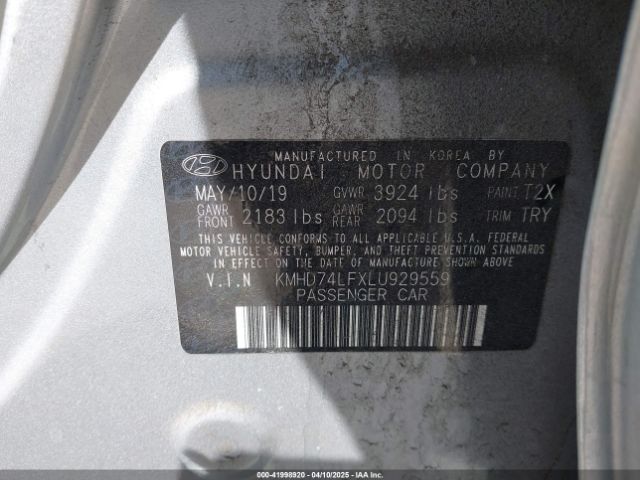 MANUFACTURED IN KOREA BY
HYUNDAI MOTOR COMPANY
MAY/10/19 GVWR 3924 lbs PAINT T2X
GAWR FRONT 2183 lbs GAWR REAR 2094 lbs TRIM TRY
THIS VEHICLE CONFORMS TO ALL APPLICABLE U.S.A. FEDERAL
MOTOR VEHICLE SAFETY, BUMPER, AND THEFT PREVENTION STANDARDS
IN EFFECT ON THE DATE OF MANUFACTURE SHOWN ABOVE.
V.I.N KMHD74LFXLU929559
PASSENGER CAR
000-41998920 04/10/2025 IAAI.COM